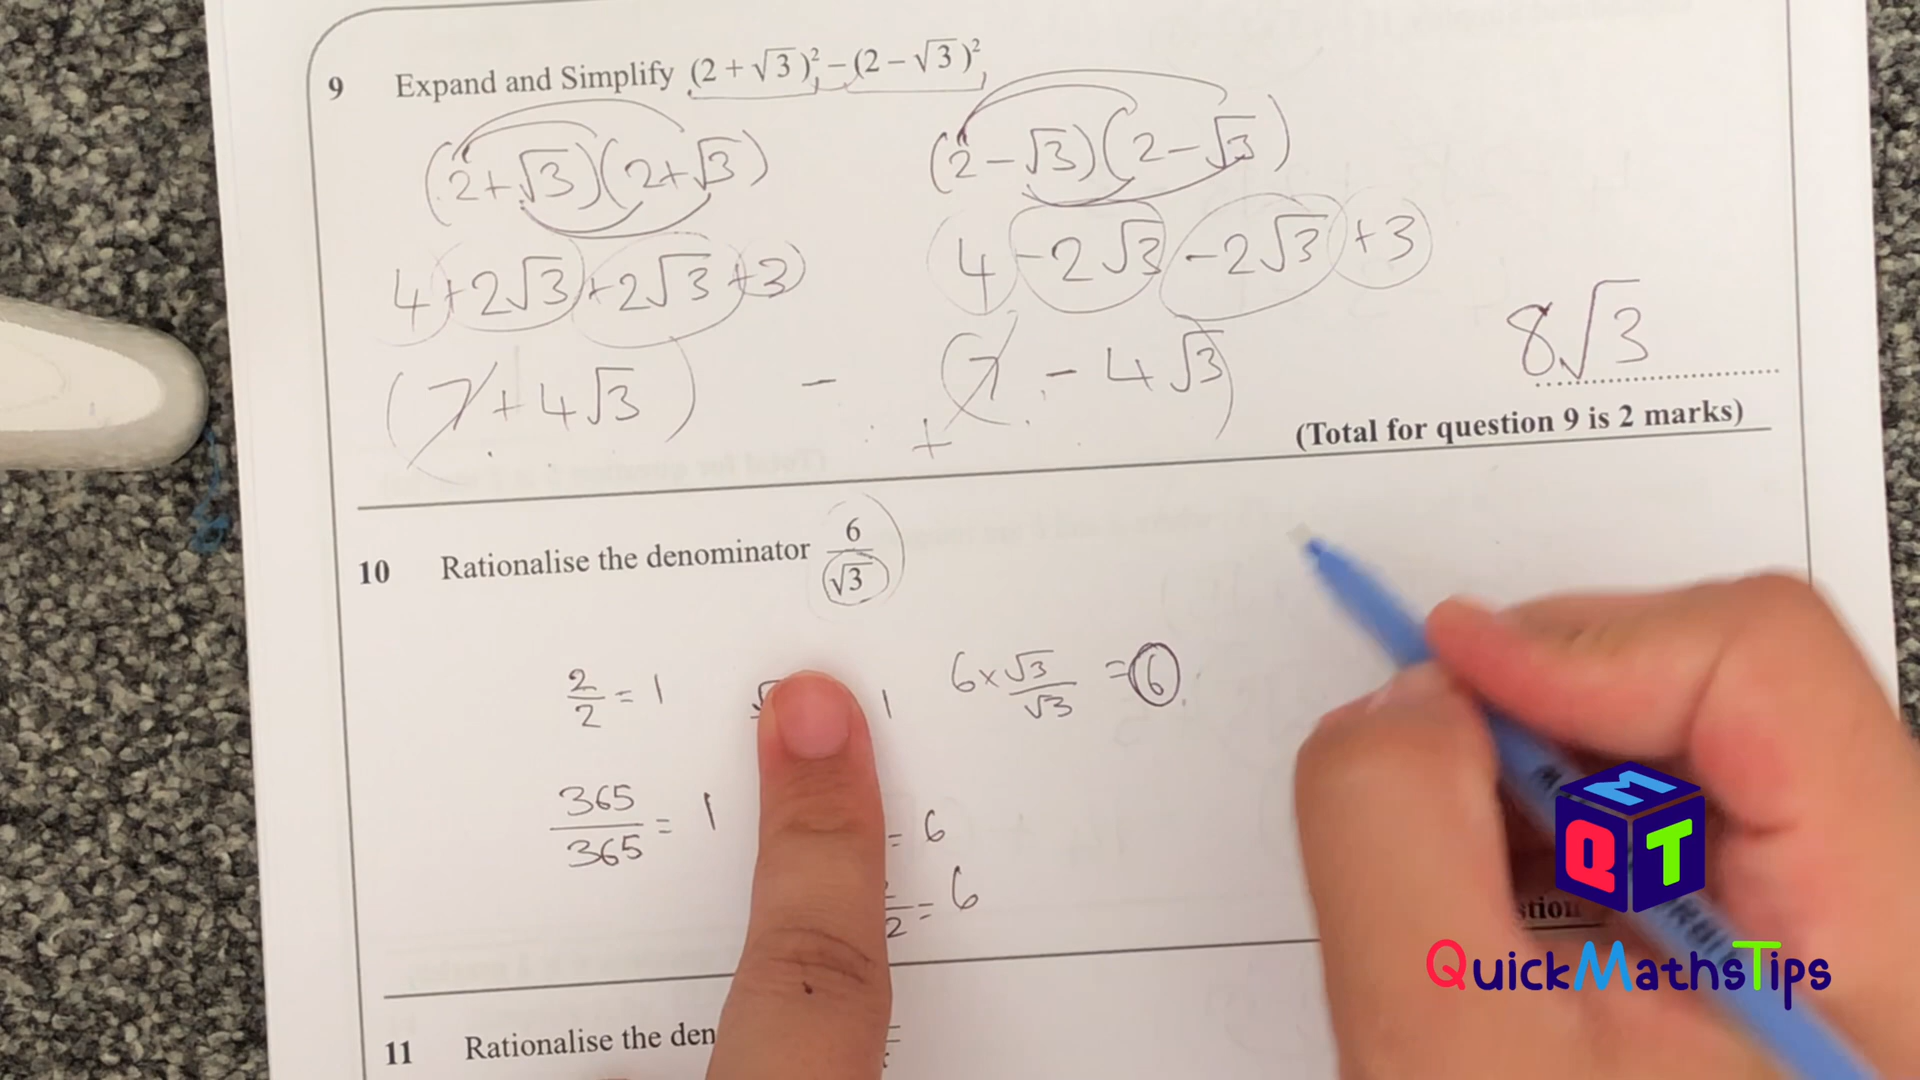 9 Expand and Simplify (2 + √3)² − (2 − √3)²
(2+√3)(2+√3) (2−√3)(2−√3)
4+2√3+2√3+3 4 −2√3 −2√3 +3
(7+4√3) − (7 − 4√3)
+
8√3
(Total for question 9 is 2 marks)
10 Rationalise the denominator 6/√3
2/2 = 1 1 6×√3/√3 = 6
365/365 = 1 = 6
2 = 6
11 Rationalise the den
QMT
QuickMathsTips